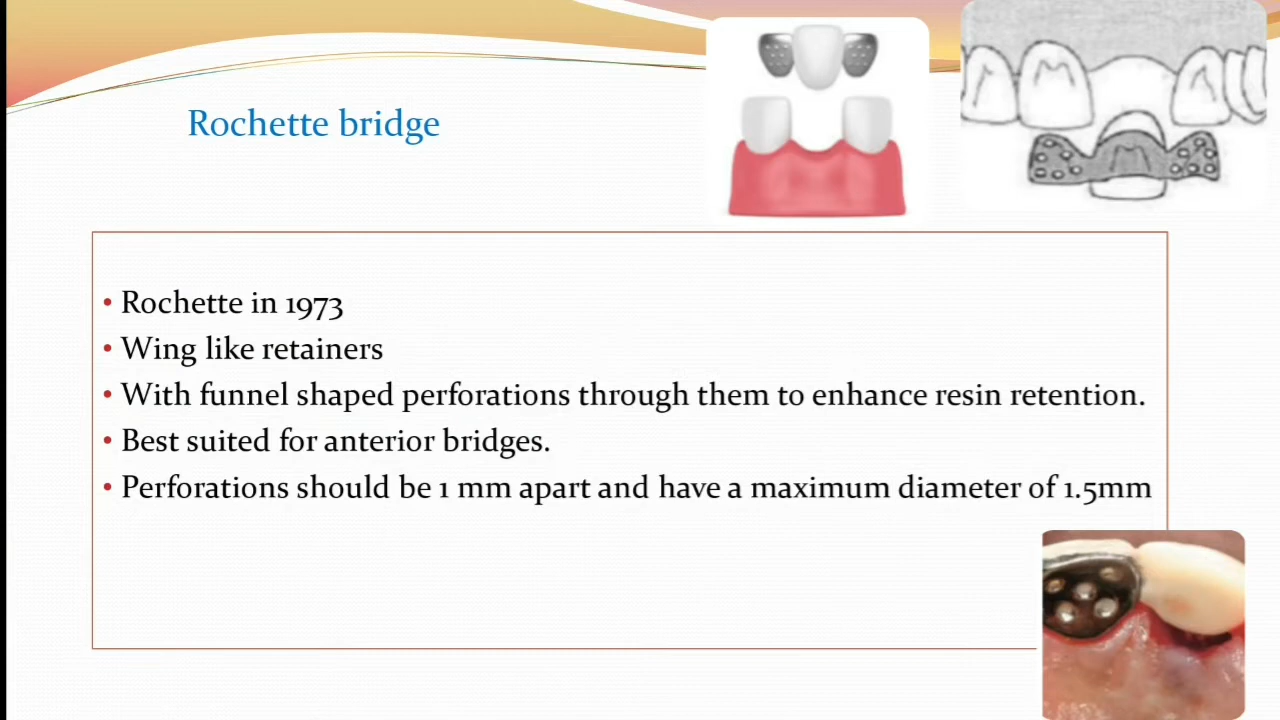 Rochette bridge
• Rochette in 1973
• Wing like retainers
• With funnel shaped perforations through them to enhance resin retention.
• Best suited for anterior bridges.
• Perforations should be 1 mm apart and have a maximum diameter of 1.5mm